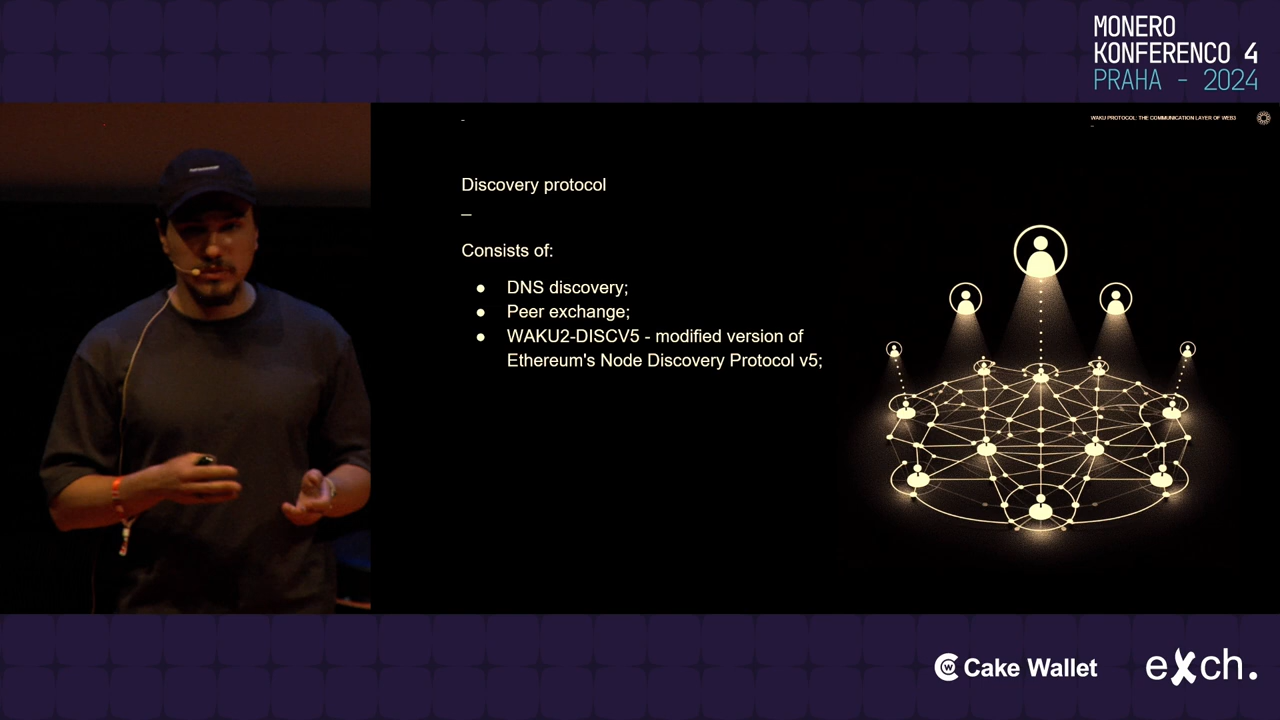 MONERO
KONFERENCO 4
PRAHA - 2024
WAKU PROTOCOL: THE COMMUNICATION LAYER OF WEB3
Discovery protocol
Consists of:
● DNS discovery;
● Peer exchange;
● WAKU2-DISCV5 - modified version of
Ethereum's Node Discovery Protocol v5;
Cake Wallet
eXch.